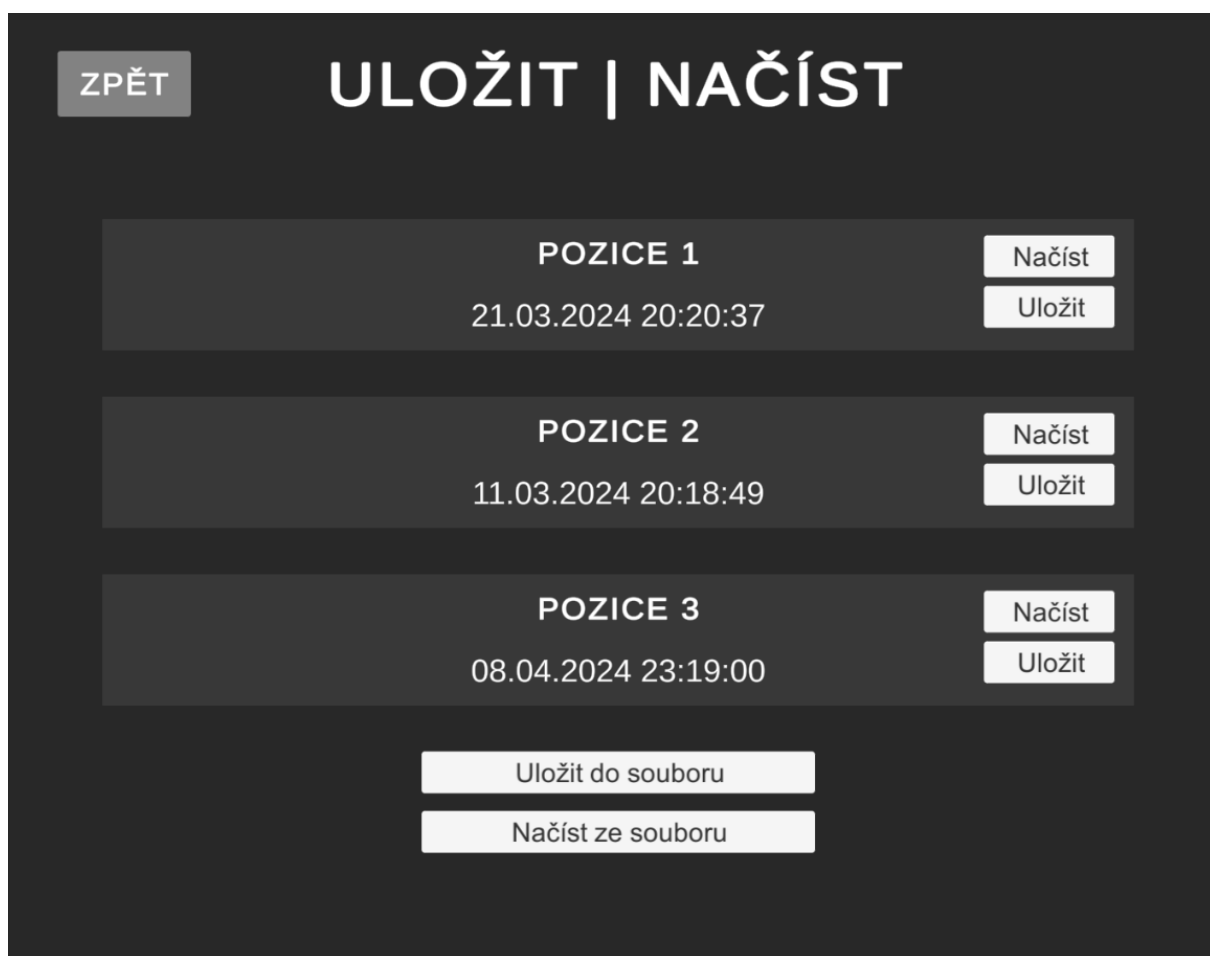 ZPĚT
ULOŽIT | NAČÍST
POZICE 1
21.03.2024 20:20:37
Načíst
Uložit
POZICE 2
11.03.2024 20:18:49
Načíst
Uložit
POZICE 3
08.04.2024 23:19:00
Načíst
Uložit
Uložit do souboru
Načíst ze souboru